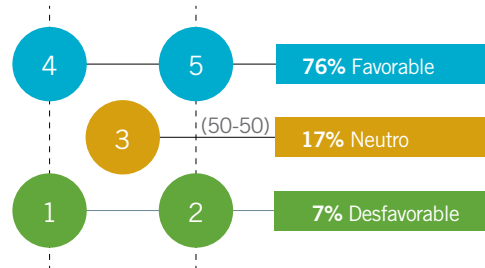 4 5 76% Favorable
3 (50-50) 17% Neutro
1 2 7% Desfavorable